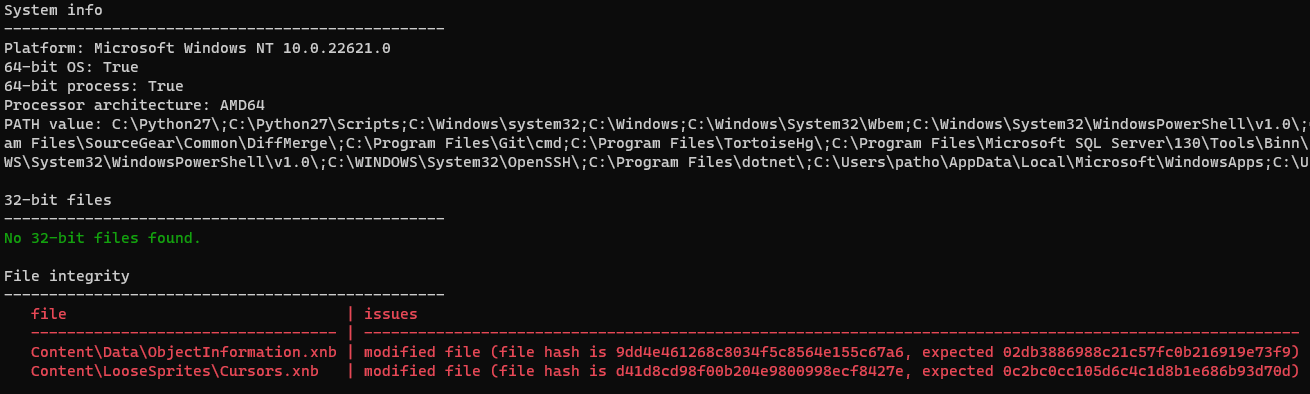 System info
-------------------------------------------------
Platform: Microsoft Windows NT 10.0.22621.0
64-bit OS: True
64-bit process: True
Processor architecture: AMD64
PATH value: C:\Python27\;C:\Python27\Scripts;C:\Windows\system32;C:\Windows;C:\Windows\System32\Wbem;C:\Windows\System32\WindowsPowerShell\v1.0\;
am Files\SourceGear\Common\DiffMerge\;C:\Program Files\Git\cmd;C:\Program Files\TortoiseHg\;C:\Program Files\Microsoft SQL Server\130\Tools\Binn\
WS\System32\WindowsPowerShell\v1.0\;C:\WINDOWS\System32\OpenSSH\;C:\Program Files\dotnet\;C:\Users\patho\AppData\Local\Microsoft\WindowsApps;C:\U
32-bit files
-------------------------------------------------
No 32-bit files found.
File integrity
-------------------------------------------------
file | issues
---------------------------------- | --------------------------------------------------------------------------------------------------------
Content\Data\ObjectInformation.xnb | modified file (file hash is 9dd4e461268c8034f5c8564e155c67a6, expected 02db3886988c21c57fc0b216919e73f9)
Content\LooseSprites\Cursors.xnb | modified file (file hash is d41d8cd98f00b204e9800998ecf8427e, expected 0c2bc0cc105d6c4c1d8b1e686b93d70d)